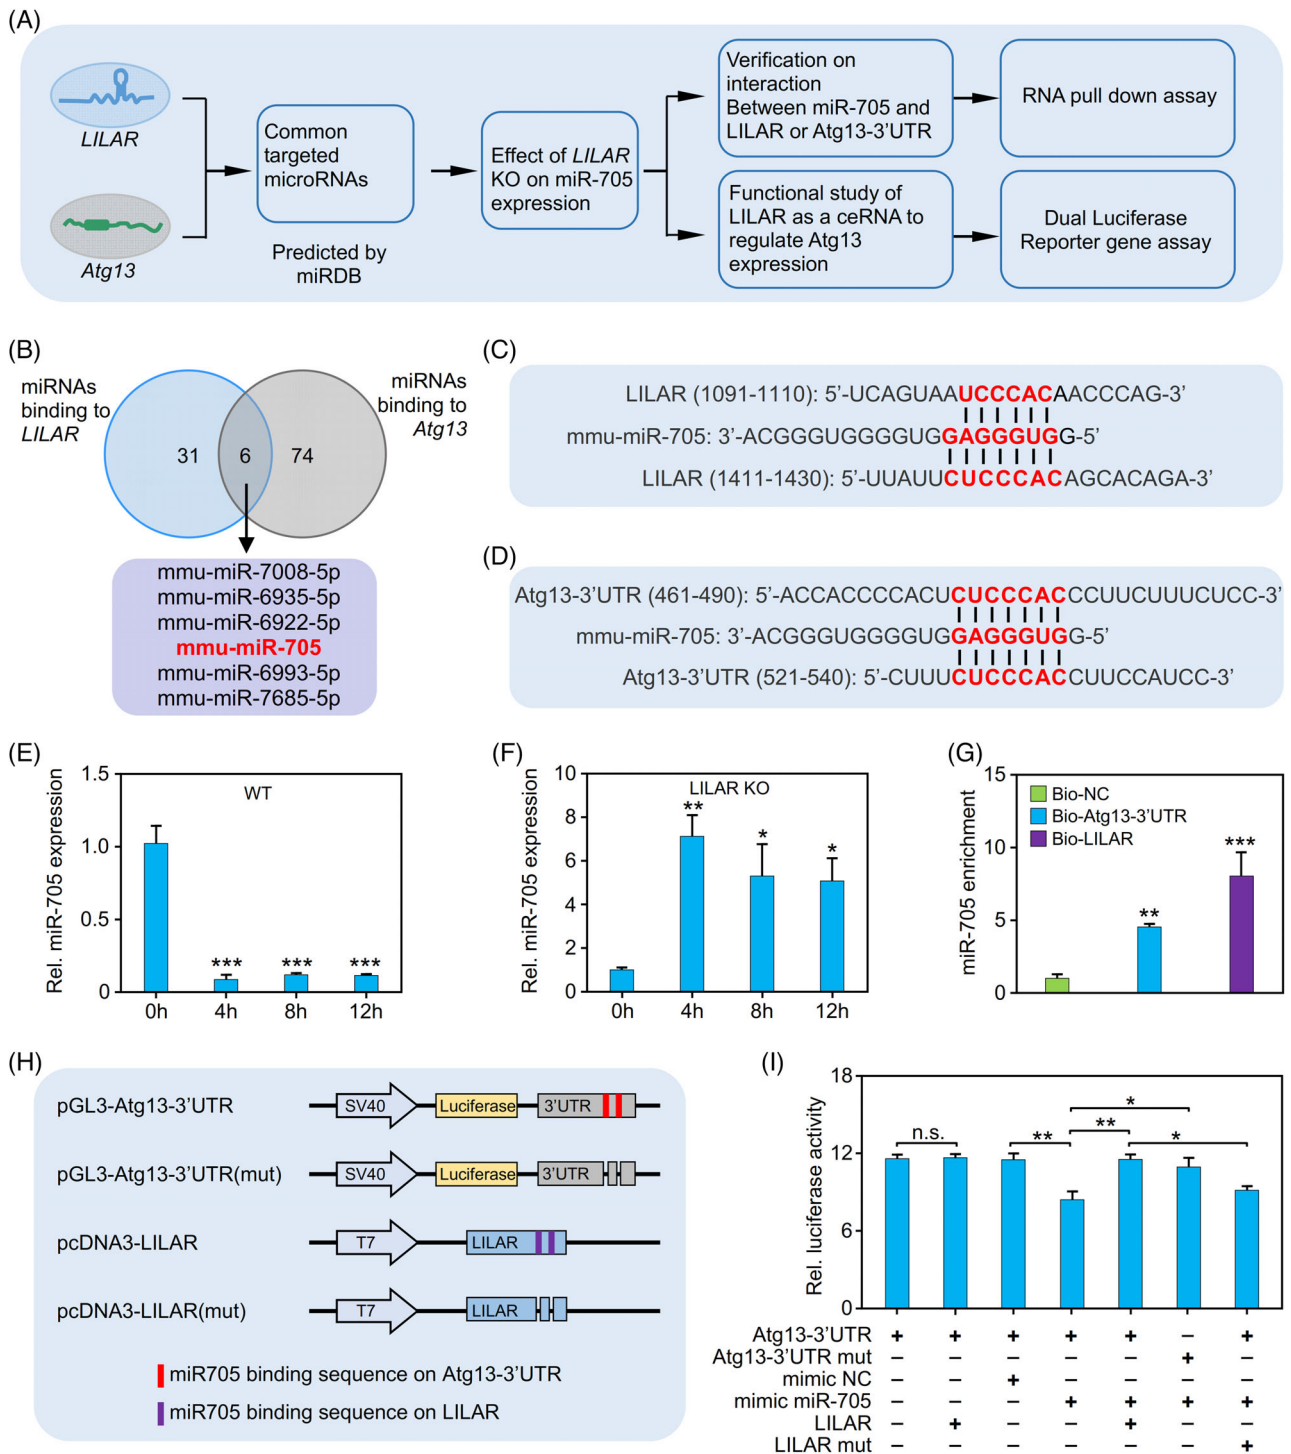 (A)
LILAR
Atg13
Common
targeted
microRNAs
Predicted by
miRDB
Effect of LILAR
KO on miR-705
expression
Verification on
interaction
Between miR-705 and
LILAR or Atg13-3'UTR
RNA pull down assay
Functional study of
LILAR as a ceRNA to
regulate Atg13
expression
Dual Luciferase
Reporter gene assay
(B)
miRNAs
binding to
LILAR
miRNAs
binding to
Atg13
31 6 74
mmu-miR-7008-5p
mmu-miR-6935-5p
mmu-miR-6922-5p
mmu-miR-705
mmu-miR-6993-5p
mmu-miR-7685-5p
(C)
LILAR (1091-1110): 5'-UCAGUAAUCCCACAACCCAG-3'
mmu-miR-705: 3'-ACGGGUGGGGUGGAGGGUGG-5'
LILAR (1411-1430): 5'-UUAUUCUCCCACAGCACAGA-3'
(D)
Atg13-3'UTR (461-490): 5'-ACCACCCCACUCUCCCACCCUUCUUUCUCC-3'
mmu-miR-705: 3'-ACGGGUGGGGUGGAGGGUGG-5'
Atg13-3'UTR (521-540): 5'-CUUUCUCCCACCUUCCAUCC-3'
(E)
Rel. miR-705 expression
WT
1.5
1.0
0.5
0
*** *** ***
0h 4h 8h 12h
(F)
Rel. miR-705 expression
LILAR KO
10
8
6
4
2
0
** * *
0h 4h 8h 12h
(G)
miR-705 enrichment
15
10
5
0
Bio-NC
Bio-Atg13-3'UTR
Bio-LILAR
** ***
(H)
pGL3-Atg13-3'UTR SV40 Luciferase 3'UTR
pGL3-Atg13-3'UTR(mut) SV40 Luciferase 3'UTR
pcDNA3-LILAR T7 LILAR
pcDNA3-LILAR(mut) T7 LILAR
miR705 binding sequence on Atg13-3'UTR
miR705 binding sequence on LILAR
(I)
Rel. luciferase activity
18
12
6
0
n.s. ** * ** *
Atg13-3'UTR + + + + + – +
Atg13-3'UTR mut – – – – – + –
mimic NC – – + – – – –
mimic miR-705 – – – + + + +
LILAR – + – – + – –
LILAR mut – – – – – – +